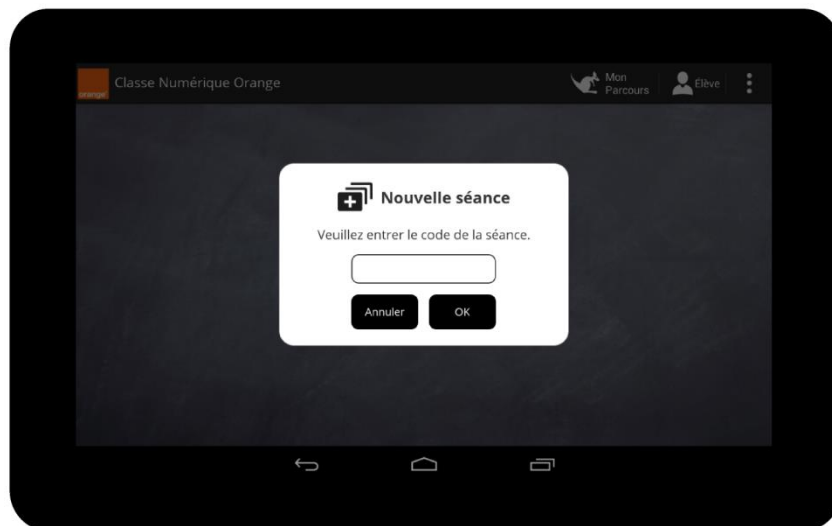 orange
Classe Numérique Orange
Mon
Parcours
Élève
Nouvelle séance
Veuillez entrer le code de la séance.
Annuler
OK